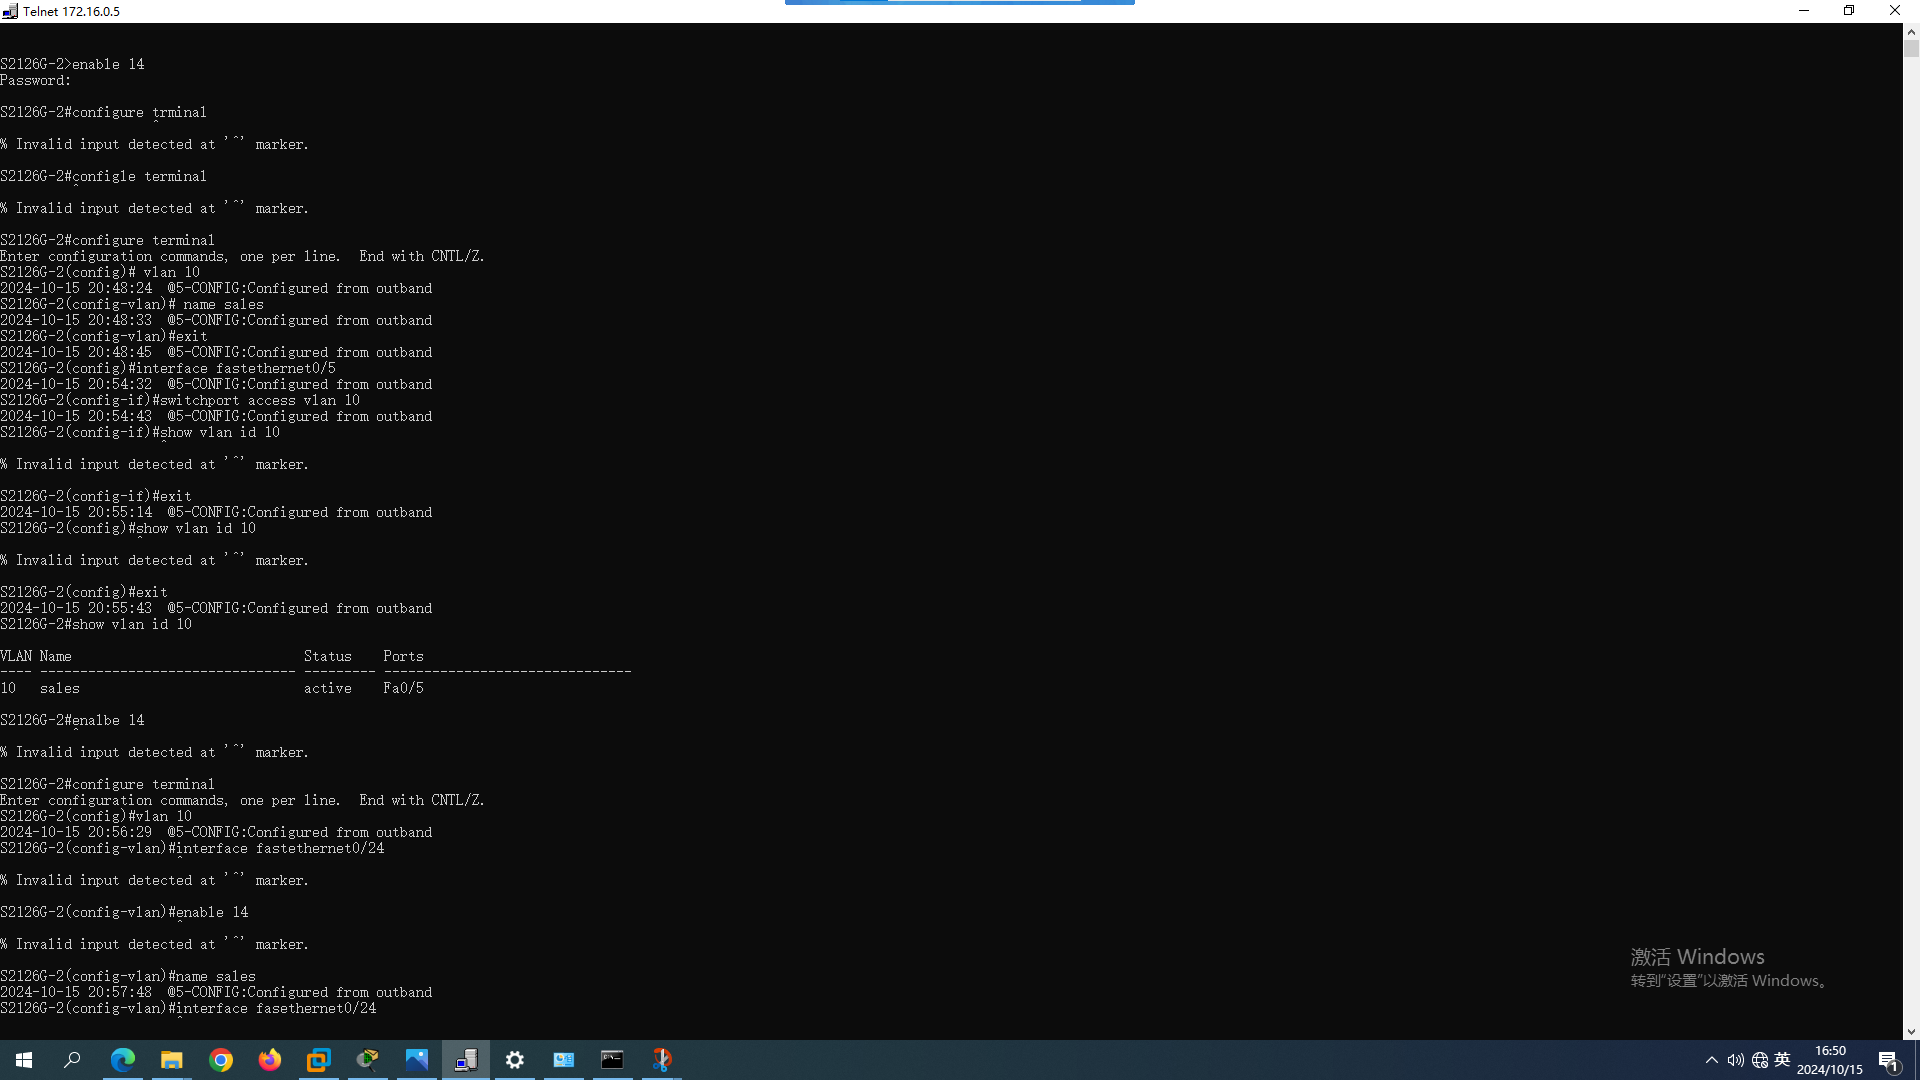 Telnet 172.16.0.5
S2126G-2>enable 14
Password:
S2126G-2#configure trminal
^
% Invalid input detected at '^' marker.
S2126G-2#configle terminal
^
% Invalid input detected at '^' marker.
S2126G-2#configure terminal
Enter configuration commands, one per line.  End with CNTL/Z.
S2126G-2(config)# vlan 10
2024-10-15 20:48:24  @5-CONFIG:Configured from outband
S2126G-2(config-vlan)# name sales
2024-10-15 20:48:33  @5-CONFIG:Configured from outband
S2126G-2(config-vlan)#exit
2024-10-15 20:48:45  @5-CONFIG:Configured from outband
S2126G-2(config)#interface fastethernet0/5
2024-10-15 20:54:32  @5-CONFIG:Configured from outband
S2126G-2(config-if)#switchport access vlan 10
2024-10-15 20:54:43  @5-CONFIG:Configured from outband
S2126G-2(config-if)#show vlan id 10
^
% Invalid input detected at '^' marker.
S2126G-2(config-if)#exit
2024-10-15 20:55:14  @5-CONFIG:Configured from outband
S2126G-2(config)#show vlan id 10
^
% Invalid input detected at '^' marker.
S2126G-2(config)#exit
2024-10-15 20:55:43  @5-CONFIG:Configured from outband
S2126G-2#show vlan id 10
VLAN Name                             Status    Ports
---- -------------------------------- --------- -------------------------------
10   sales                            active    Fa0/5
S2126G-2#enalbe 14
^
% Invalid input detected at '^' marker.
S2126G-2#configure terminal
Enter configuration commands, one per line.  End with CNTL/Z.
S2126G-2(config)#vlan 10
2024-10-15 20:56:29  @5-CONFIG:Configured from outband
S2126G-2(config-vlan)#interface fastethernet0/24
^
% Invalid input detected at '^' marker.
S2126G-2(config-vlan)#enable 14
^
% Invalid input detected at '^' marker.
S2126G-2(config-vlan)#name sales
2024-10-15 20:57:48  @5-CONFIG:Configured from outband
S2126G-2(config-vlan)#interface fasethernet0/24
^
激活 Windows
转到"设置"以激活 Windows。
英
16:50
2024/10/15
1